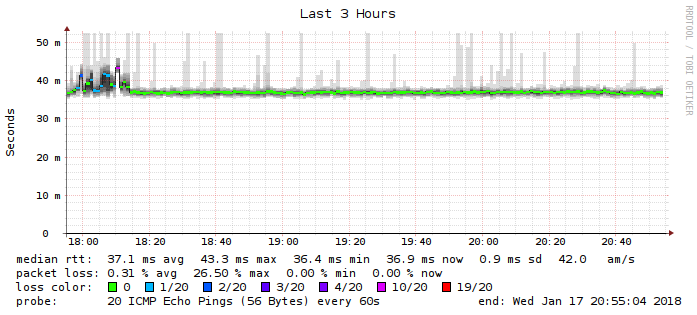 Last 3 Hours
RRDTOOL / TOBI OETIKER
Seconds
50 m
40 m
30 m
20 m
10 m
0
18:00 18:20 18:40 19:00 19:20 19:40 20:00 20:20 20:40
median rtt: 37.1 ms avg 43.3 ms max 36.4 ms min 36.9 ms now 0.9 ms sd 42.0 am/s
packet loss: 0.31 % avg 26.50 % max 0.00 % min 0.00 % now
loss color: 0 1/20 2/20 3/20 4/20 10/20 19/20
probe: 20 ICMP Echo Pings (56 Bytes) every 60s end: Wed Jan 17 20:55:04 2018